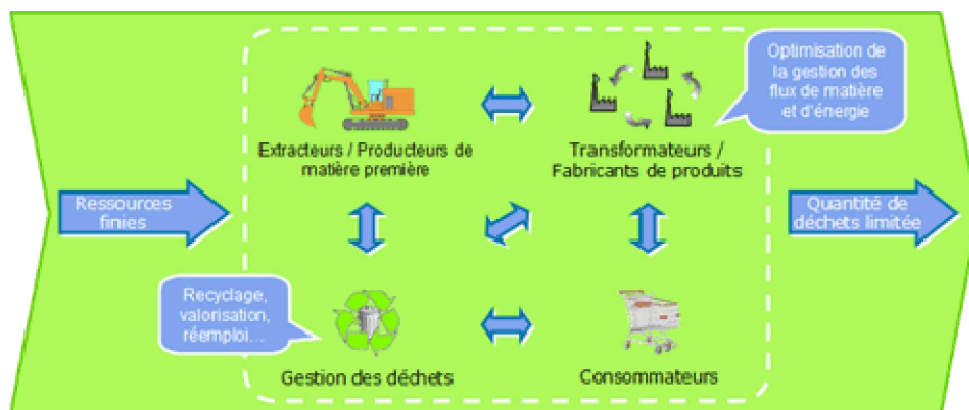 Optimisation de
la gestion des
flux de matière
et d'énergie
Extracteurs / Producteurs de
matière première
Transformateurs /
Fabricants de produits
Ressources
finies
Quantité de
déchets limitée
Recyclage,
valorisation,
réemploi...
Gestion des déchets
Consommateurs